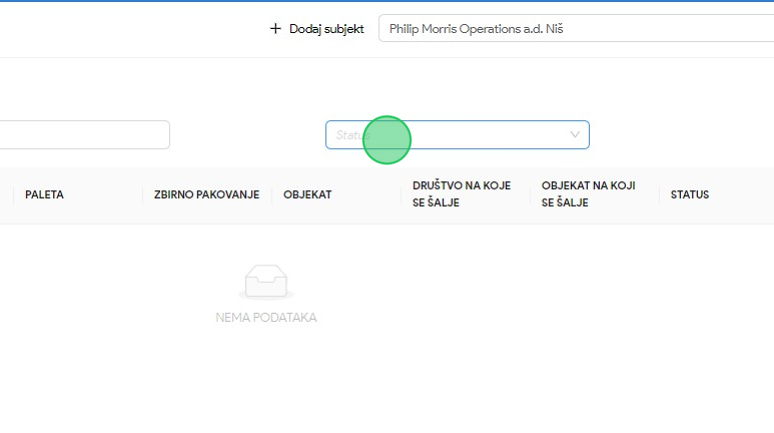 Dodaj subjekt
Philip Morris Operations a.d. Niš
Status
PALETA
ZBIRNO PAKOVANJE
OBJEKAT
DRUŠTVO NA KOJE
SE ŠALJE
OBJEKAT NA KOJI
SE ŠALJE
STATUS
NEMA PODATAKA